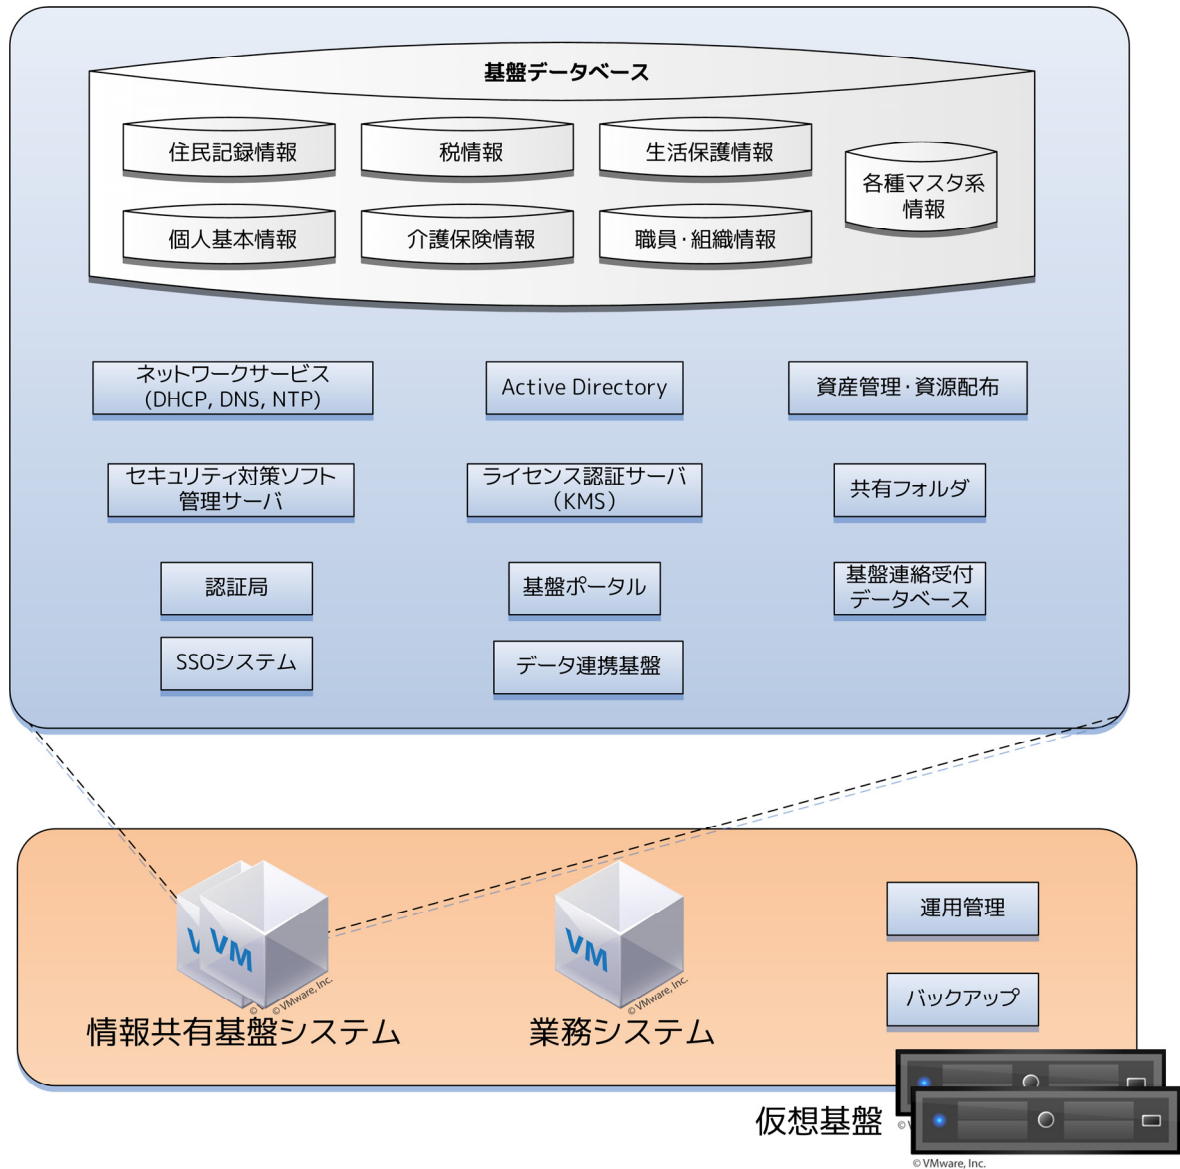 基盤データベース
住民記録情報
税情報
生活保護情報
各種マスタ系
情報
個人基本情報
介護保険情報
職員・組織情報
ネットワークサービス
(DHCP, DNS, NTP)
Active Directory
資産管理・資源配布
セキュリティ対策ソフト
管理サーバ
ライセンス認証サーバ
（KMS）
共有フォルダ
認証局
基盤ポータル
基盤連絡受付
データベース
SSOシステム
データ連携基盤
VM
VM
© VMware, Inc.
情報共有基盤システム
VM
© VMware, Inc.
業務システム
運用管理
バックアップ
仮想基盤
© VMware, Inc.